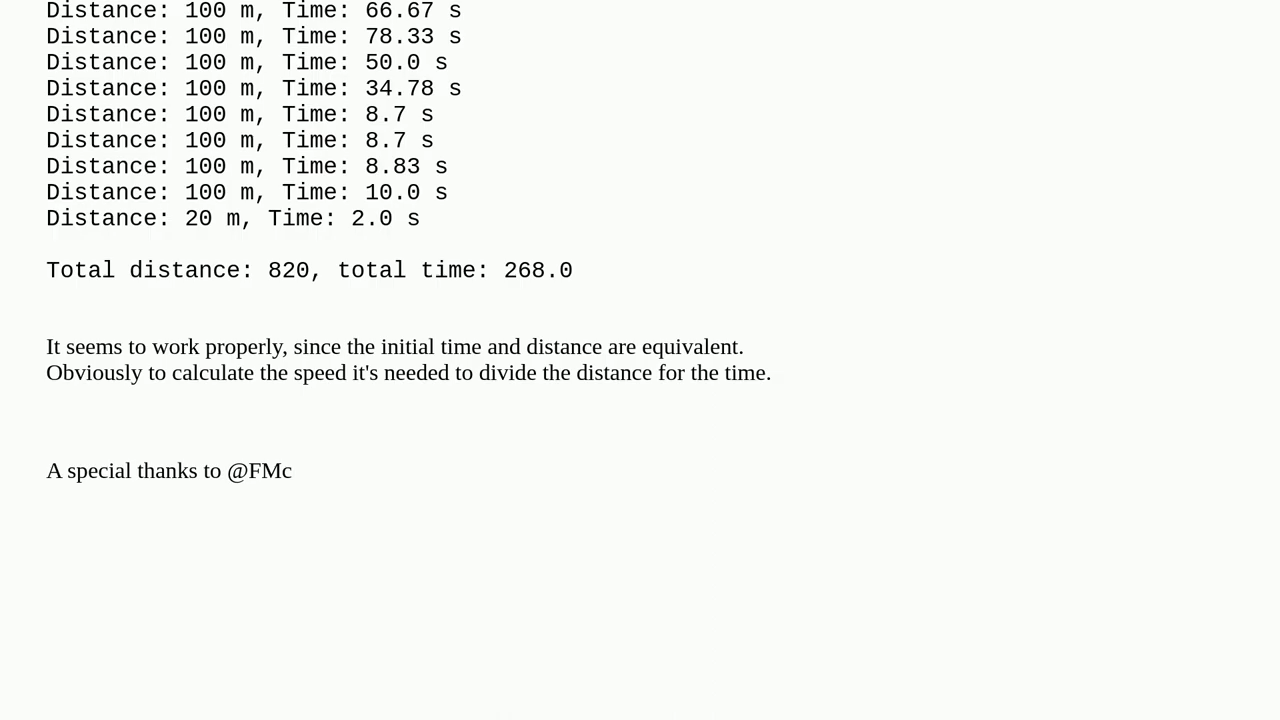 Distance: 100 m, Time: 66.67 s
Distance: 100 m, Time: 78.33 s
Distance: 100 m, Time: 50.0 s
Distance: 100 m, Time: 34.78 s
Distance: 100 m, Time: 8.7 s
Distance: 100 m, Time: 8.7 s
Distance: 100 m, Time: 8.83 s
Distance: 100 m, Time: 10.0 s
Distance: 20 m, Time: 2.0 s
Total distance: 820, total time: 268.0
It seems to work properly, since the initial time and distance are equivalent.
Obviously to calculate the speed it's needed to divide the distance for the time.
A special thanks to @FMc